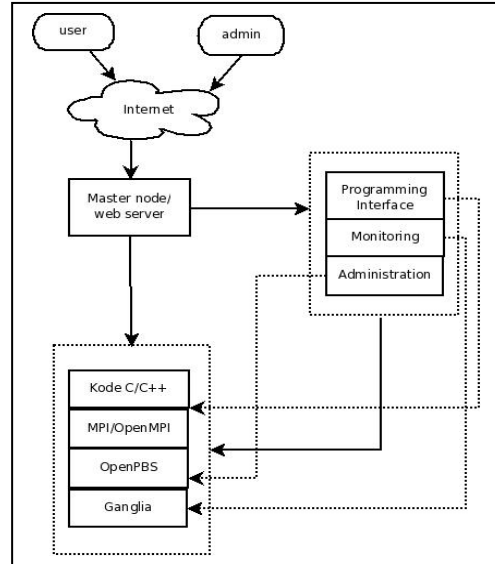 user
admin
Internet
Master node/
web server
Programming
Interface
Monitoring
Administration
Kode C/C++
MPI/OpenMPI
OpenPBS
Ganglia